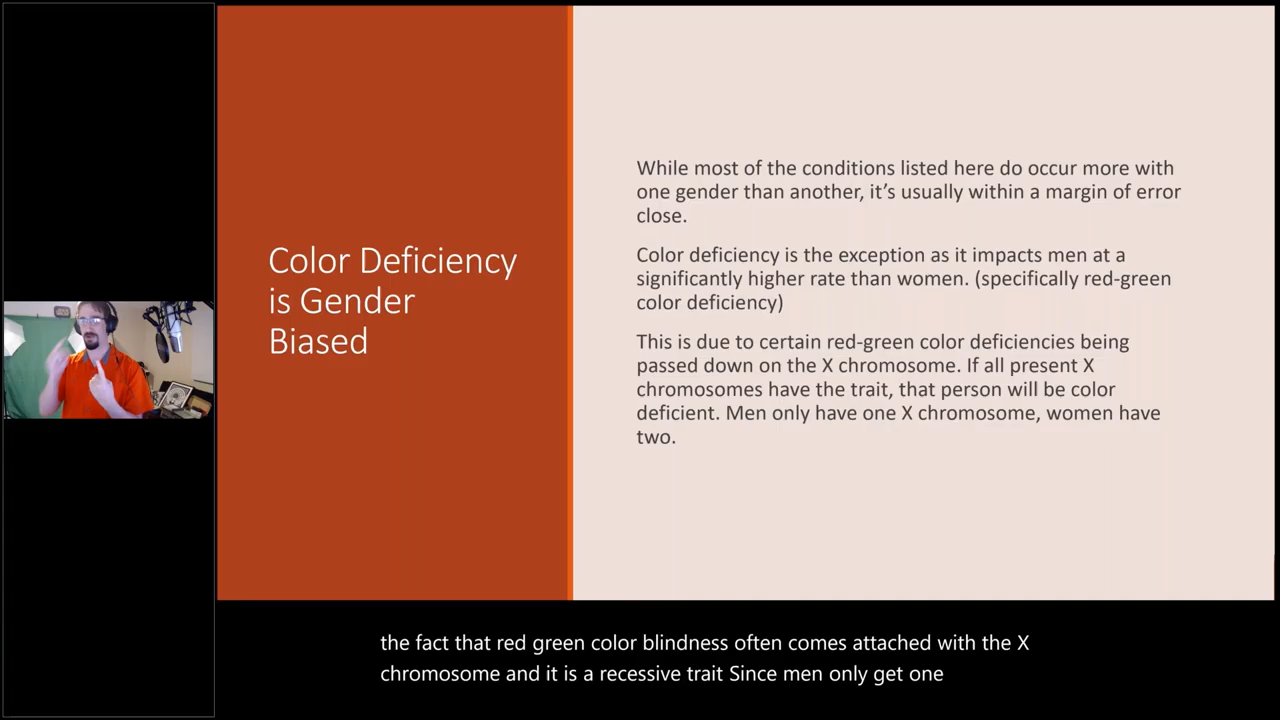 Color Deficiency
is Gender
Biased
While most of the conditions listed here do occur more with
one gender than another, it’s usually within a margin of error
close.
Color deficiency is the exception as it impacts men at a
significantly higher rate than women. (specifically red-green
color deficiency)
This is due to certain red-green color deficiencies being
passed down on the X chromosome. If all present X
chromosomes have the trait, that person will be color
deficient. Men only have one X chromosome, women have
two.
the fact that red green color blindness often comes attached with the X
chromosome and it is a recessive trait Since men only get one